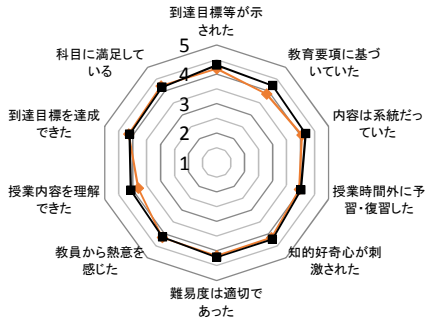 到達目標等が示
された
教育要項に基づ
いていた
内容は系統だっ
ていた
授業時間外に予
習・復習した
知的好奇心が刺
激された
難易度は適切で
あった
教員から熱意を
感じた
授業内容を理解
できた
到達目標を達成
できた
科目に満足して
いる
5
4
3
2
1